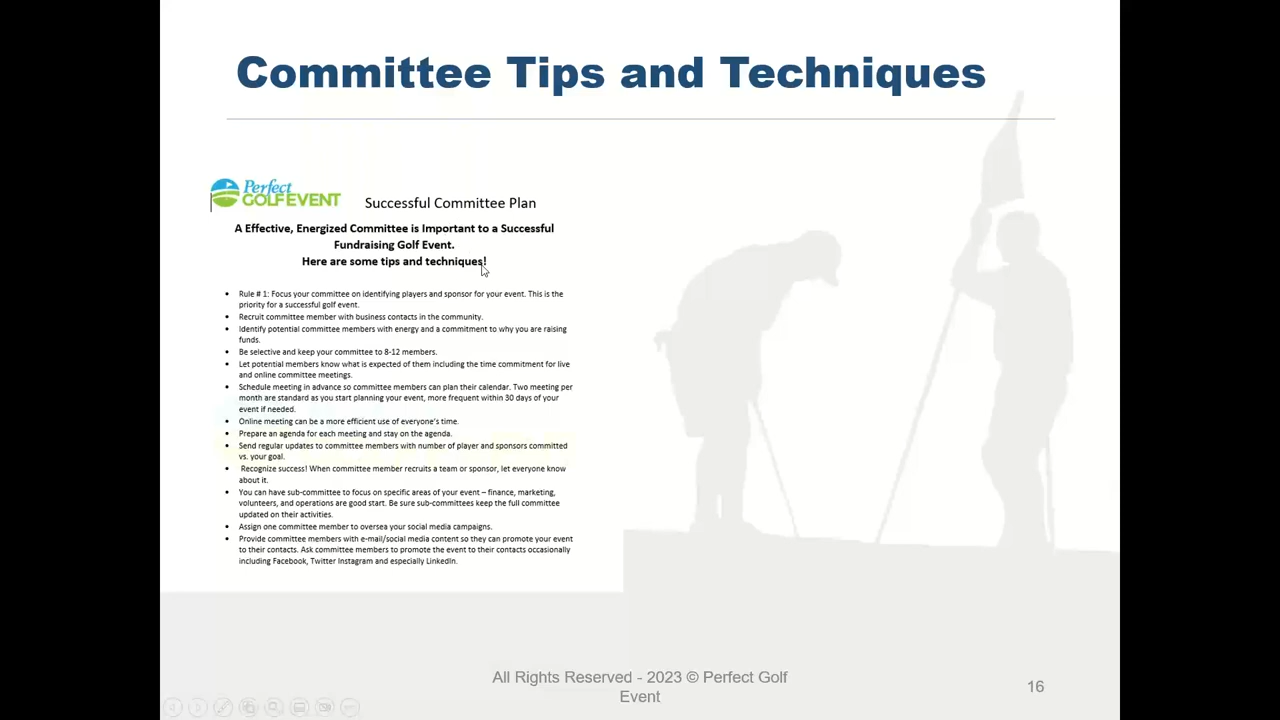 Committee Tips and Techniques
Perfect
GOLFEVENT
Successful Committee Plan
A Effective, Energized Committee is Important to a Successful
Fundraising Golf Event.
Here are some tips and techniques!
• Rule # 1: Focus your committee on identifying players and sponsor for your event. This is the
priority for a successful golf event.
• Recruit committee member with business contacts in the community.
• Identify potential committee members with energy and a commitment to why you are raising
funds.
• Be selective and keep your committee to 8-12 members.
• Let potential members know what is expected of them including the time commitment for live
and online committee meetings.
• Schedule meeting in advance so committee members can plan their calendar. Two meeting per
month are standard as you start planning your event, more frequent within 30 days of your
event if needed.
• Online meeting can be a more efficient use of everyone's time.
• Prepare an agenda for each meeting and stay on the agenda.
• Send regular updates to committee members with number of player and sponsors committed
vs. your goal.
• Recognize success! When committee member recruits a team or sponsor, let everyone know
about it.
• You can have sub-committee to focus on specific areas of your event – finance, marketing,
volunteers, and operations are good start. Be sure sub-committees keep the full committee
updated on their activities.
• Assign one committee member to oversea your social media campaigns.
• Provide committee members with e-mail/social media content so they can promote your event
to their contacts. Ask committee members to promote the event to their contacts occasionally
including Facebook, Twitter Instagram and especially LinkedIn.
All Rights Reserved - 2023 © Perfect Golf
Event
16